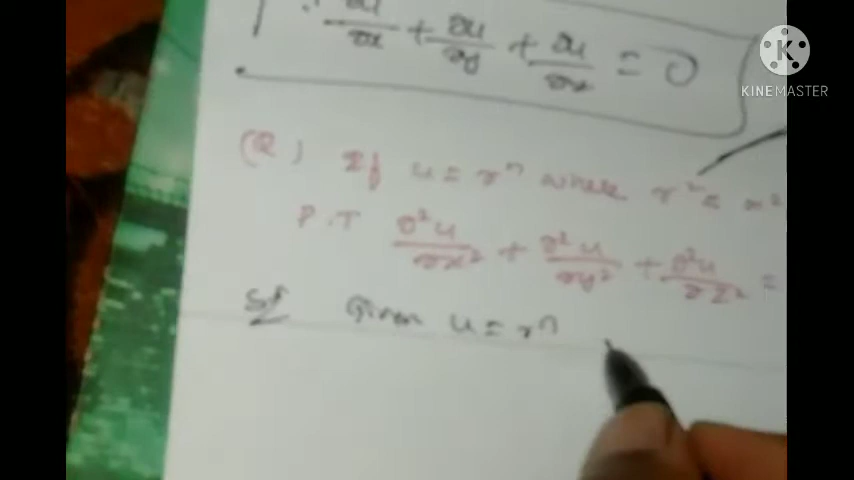 ∴ ∂u/∂x + ∂u/∂y + ∂u/∂z = 0
K
KINEMASTER
(Q) If u = r^n where r² = x²
P.T ∂²u/∂x² + ∂²u/∂y² + ∂²u/∂z² =
Sol Given u = r^n